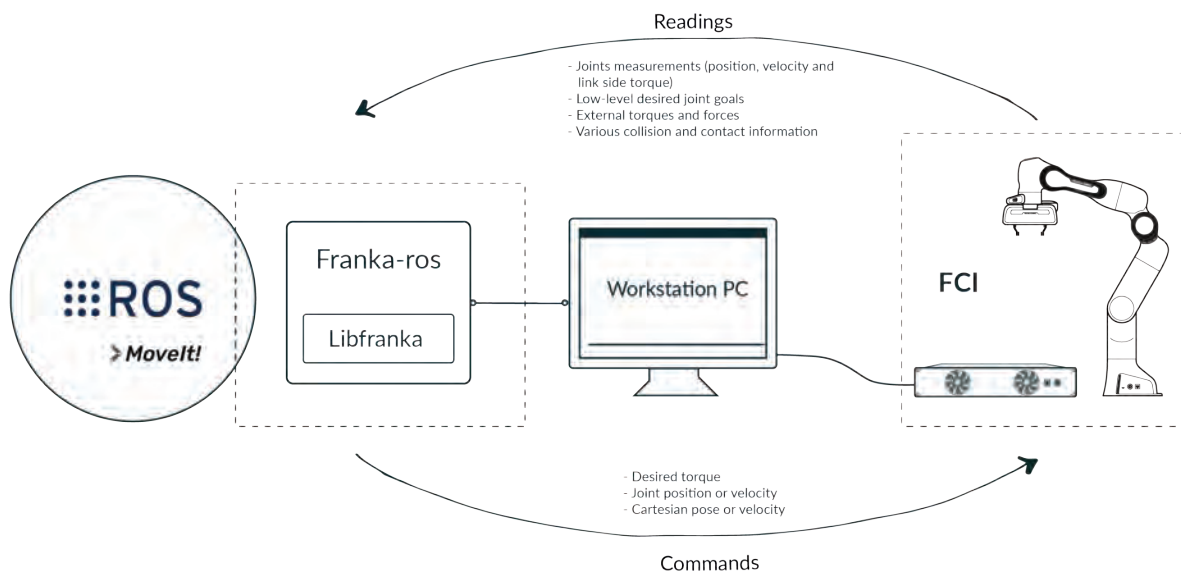 Readings
- Joints measurements (position, velocity and
link side torque)
- Low-level desired joint goals
- External torques and forces
- Various collision and contact information
ROS
MoveIt!
Franka-ros
Libfranka
Workstation PC
FCI
- Desired torque
- Joint position or velocity
- Cartesian pose or velocity
Commands